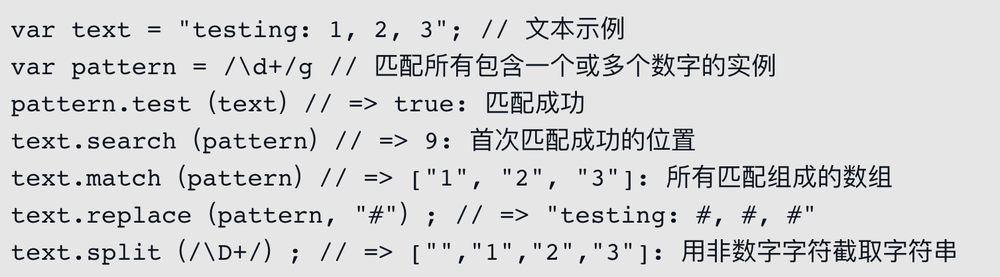 var text = "testing: 1, 2, 3"; // 文本示例
var pattern = /\d+/g // 匹配所有包含一个或多个数字的实例
pattern.test（text）// => true: 匹配成功
text.search（pattern）// => 9: 首次匹配成功的位置
text.match（pattern）// => ["1", "2", "3"]: 所有匹配组成的数组
text.replace（pattern, "#"）; // => "testing: #, #, #"
text.split（/\D+/）; // => ["","1","2","3"]: 用非数字字符截取字符串